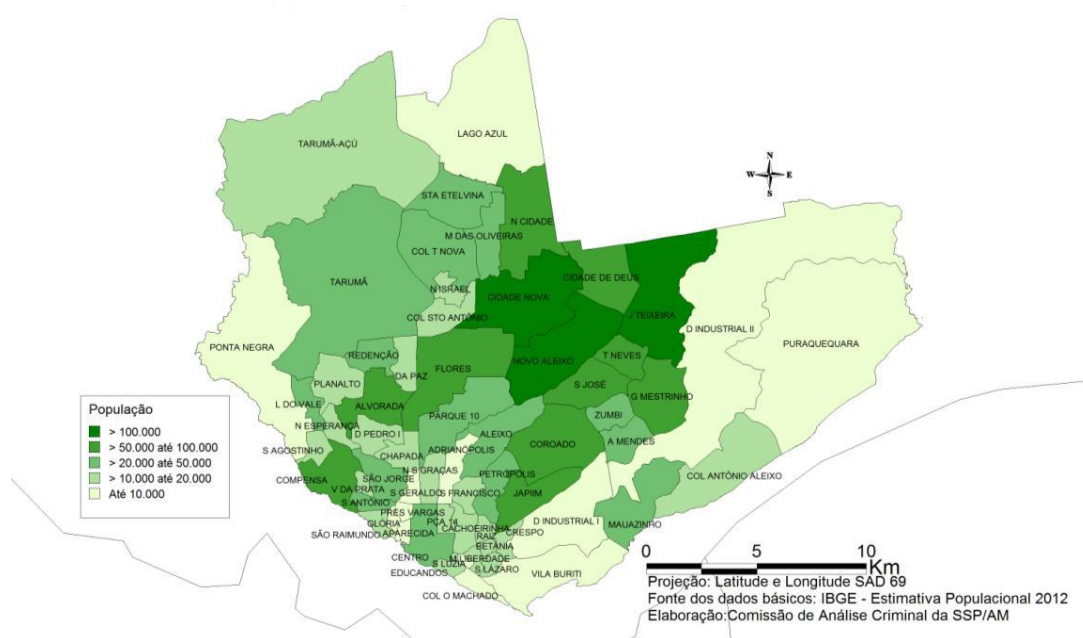 LAGO AZUL
TARUMÃ-AÇÚ
N
W E
S
STA ETELVINA
N CIDADE
M DAS OLIVEIRAS
COL T NOVA
CIDADE DE DEUS
TARUMÃ
N ISRAEL
CIDADE NOVA
COL STO ANTÔNIO
J TEIXEIRA
D INDUSTRIAL II
PONTA NEGRA
PURAQUEQUARA
REDENÇÃO
NOVO ALEIXO
T NEVES
DA PAZ
FLORES
PLANALTO
S JOSÉ
G MESTRINHO
L DO VALE
ALVORADA
PARQUE 10
ZUMBI
N ESPERANÇA
D PEDRO I
ALEIXO
COROADO
A MENDES
S AGOSTINHO
CHAPADA
ADRIANÓPOLIS
N S GRAÇAS
PETRÓPOLIS
COL ANTÔNIO ALEIXO
COMPENSA
SÃO JORGE
V DA PRATA
S GERALDO
S FRANCISCO
JAPIIM
S ANTÔNIO
PRES VARGAS
GLÓRIA
PÇA 14
D INDUSTRIAL I
MAUAZINHO
SÃO RAIMUNDO
APARECIDA
CACHOEIRINHA
RAIZ
CRESPO
BETÂNIA
CENTRO
S LUZIA
M LIBERDADE
EDUCANDOS
S LÁZARO
VILA BURITI
COL O MACHADO
População
> 100.000
> 50.000 até 100.000
> 20.000 até 50.000
> 10.000 até 20.000
Até 10.000
0 5 10
Km
Projeção: Latitude e Longitude SAD 69
Fonte dos dados básicos: IBGE - Estimativa Populacional 2012
Elaboração:Comissão de Análise Criminal da SSP/AM